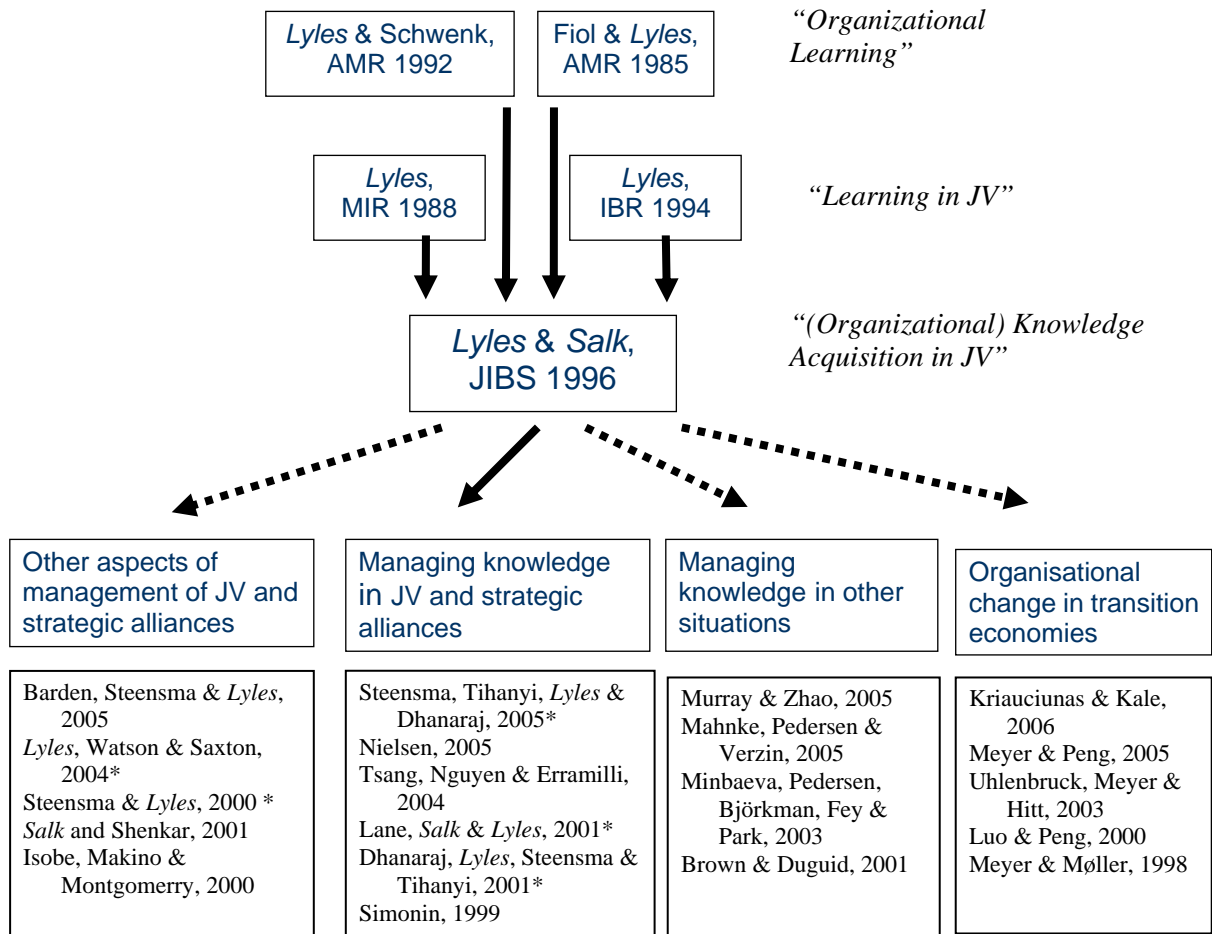 Lyles & Schwenk,
AMR 1992
Fiol & Lyles,
AMR 1985
“Organizational
Learning”
Lyles,
MIR 1988
Lyles,
IBR 1994
“Learning in JV”
Lyles & Salk,
JIBS 1996
“(Organizational) Knowledge
Acquisition in JV”
Other aspects of
management of JV and
strategic alliances
Managing knowledge
in JV and strategic
alliances
Managing
knowledge in other
situations
Organisational
change in transition
economies
Barden, Steensma & Lyles,
2005
Lyles, Watson & Saxton,
2004*
Steensma & Lyles, 2000 *
Salk and Shenkar, 2001
Isobe, Makino &
Montgomerry, 2000
Steensma, Tihanyi, Lyles &
Dhanaraj, 2005*
Nielsen, 2005
Tsang, Nguyen & Erramilli,
2004
Lane, Salk & Lyles, 2001*
Dhanaraj, Lyles, Steensma &
Tihanyi, 2001*
Simonin, 1999
Murray & Zhao, 2005
Mahnke, Pedersen &
Verzin, 2005
Minbaeva, Pedersen,
Björkman, Fey &
Park, 2003
Brown & Duguid, 2001
Kriauciunas & Kale,
2006
Meyer & Peng, 2005
Uhlenbruck, Meyer &
Hitt, 2003
Luo & Peng, 2000
Meyer & Møller, 1998